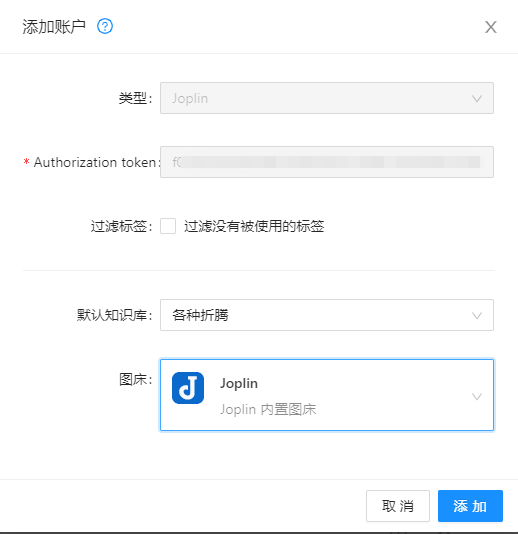 添加账户
类型:
Joplin
* Authorization token:
过滤标签:
过滤没有被使用的标签
默认知识库:
各种折腾
图床:
Joplin
Joplin 内置图床
取 消
添 加